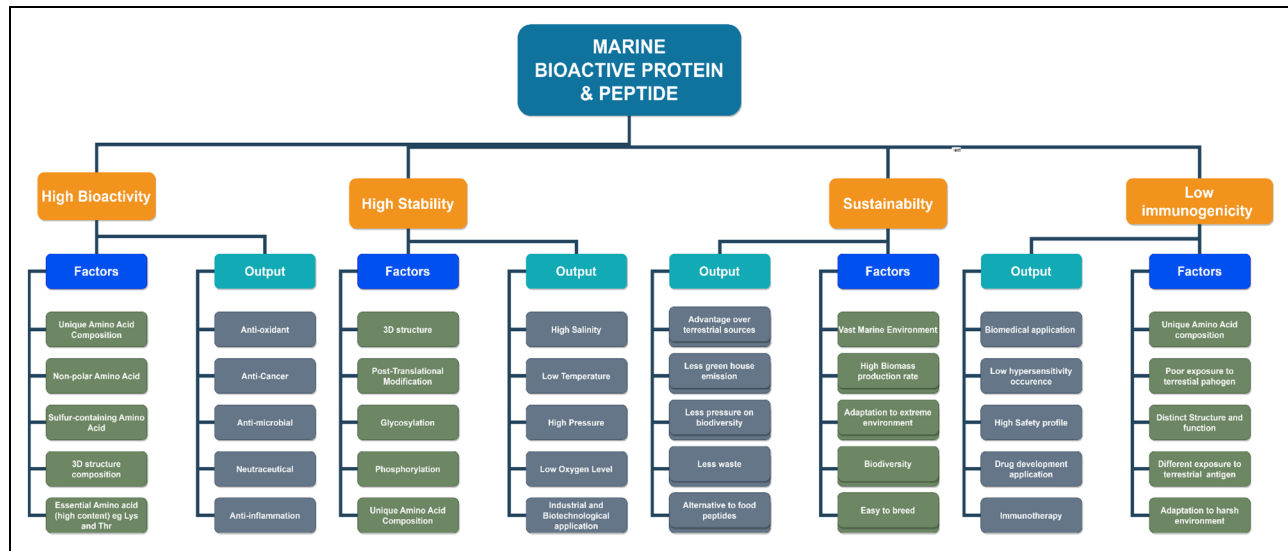 MARINE
BIOACTIVE PROTEIN
& PEPTIDE
High Bioactivity
High Stability
Sustainabilty
Low
immunogenicity
Factors
Output
Factors
Output
Output
Factors
Output
Factors
Unique Amino Acid
Composition
Non-polar Amino Acid
Sulfur-containing Amino
Acid
3D structure
composition
Essential Amino acid
(high content) eg Lys
and Thr
Anti-oxidant
Anti-Cancer
Anti-microbial
Neutraceutical
Anti-inflammation
3D structure
Post-Translational
Modification
Glycosylation
Phosphorylation
Unique Amino Acid
Composition
High Salinity
Low Temperature
High Pressure
Low Oxygen Level
Industrial and
Biotechnological
application
Advantage over
terrestrial sources
Less green house
emission
Less pressure on
biodiversity
Less waste
Alternative to food
peptides
Vast Marine Environment
High Biomass
production rate
Adaptation to extreme
environment
Biodiversity
Easy to breed
Biomedical application
Low hypersensitivity
occurence
High Safety profile
Drug development
application
Immunotherapy
Unique Amino Acid
composition
Poor exposure to
terrestial pahogen
Distinct Structure and
function
Different exposure to
terrestrial antigen
Adaptation to harsh
environment